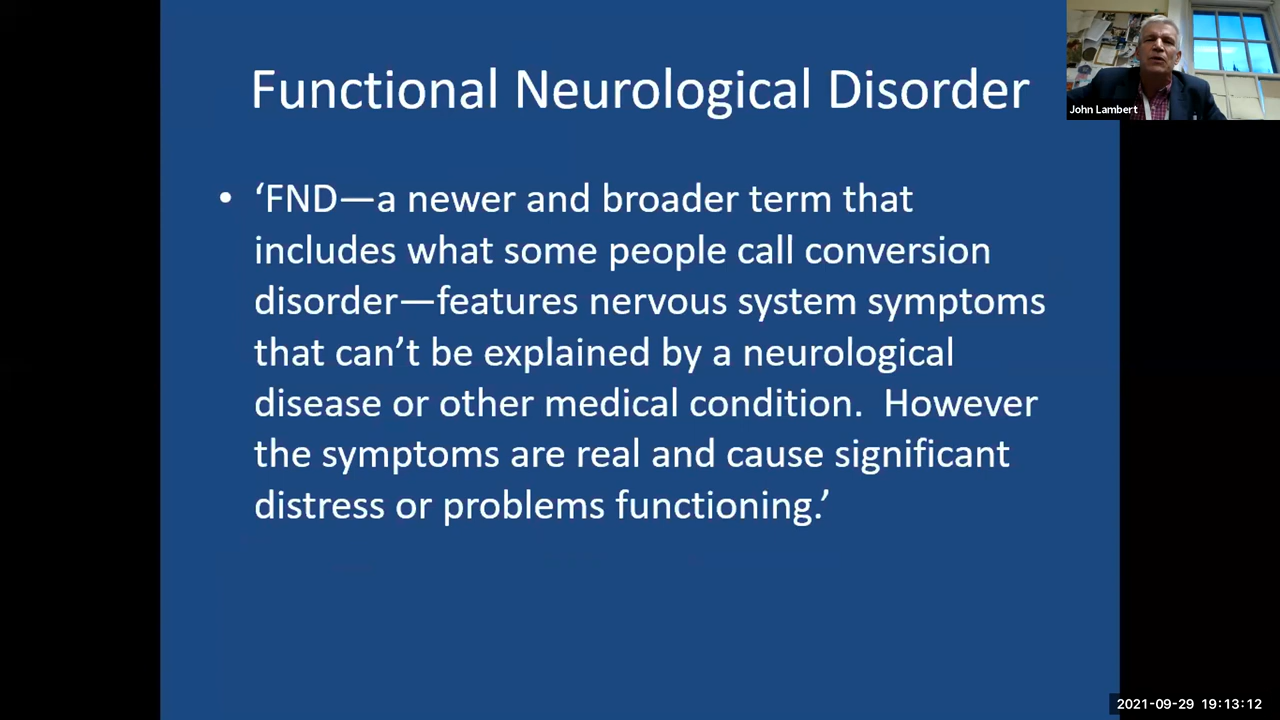 Functional Neurological Disorder
John Lambert
• ‘FND—a newer and broader term that
includes what some people call conversion
disorder—features nervous system symptoms
that can’t be explained by a neurological
disease or other medical condition.  However
the symptoms are real and cause significant
distress or problems functioning.’
2021-09-29 19:13:12